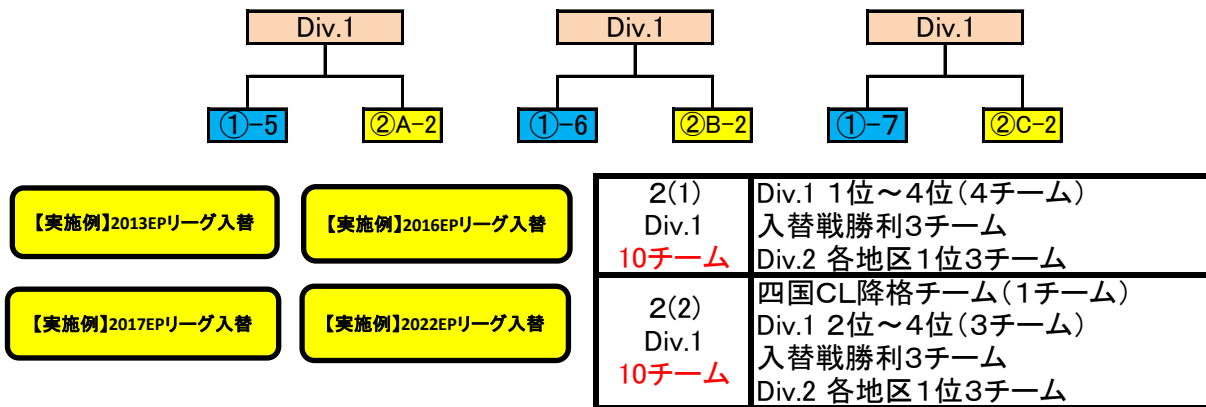 Div.1
Div.1
Div.1
①-5
②A-2
①-6
②B-2
①-7
②C-2
【実施例】2013EPリーグ入替
【実施例】2016EPリーグ入替
【実施例】2017EPリーグ入替
【実施例】2022EPリーグ入替
2(1)
Div.1
10チーム
Div.1 1位～4位(4チーム)
入替戦勝利3チーム
Div.2 各地区1位3チーム
2(2)
Div.1
10チーム
四国CL降格チーム(1チーム)
Div.1 2位～4位(3チーム)
入替戦勝利3チーム
Div.2 各地区1位3チーム